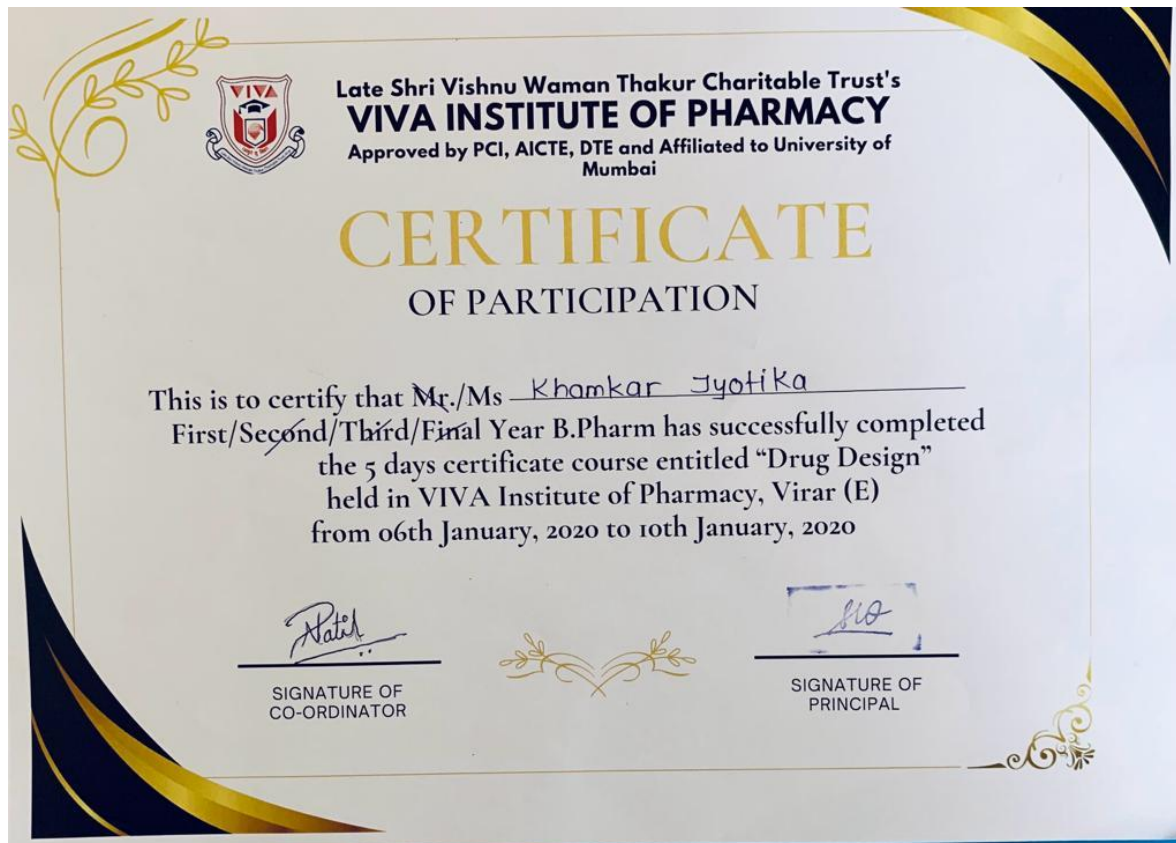 VIVA
Late Shri Vishnu Waman Thakur Charitable Trust's
VIVA INSTITUTE OF PHARMACY
Approved by PCI, AICTE, DTE and Affiliated to University of
Mumbai
CERTIFICATE
OF PARTICIPATION
This is to certify that Mr./Ms Khamkar Jyotika
First/Second/Third/Final Year B.Pharm has successfully completed
the 5 days certificate course entitled “Drug Design”
held in VIVA Institute of Pharmacy, Virar (E)
from 06th January, 2020 to 10th January, 2020
Patil
SIGNATURE OF
CO-ORDINATOR
SIGNATURE OF
PRINCIPAL